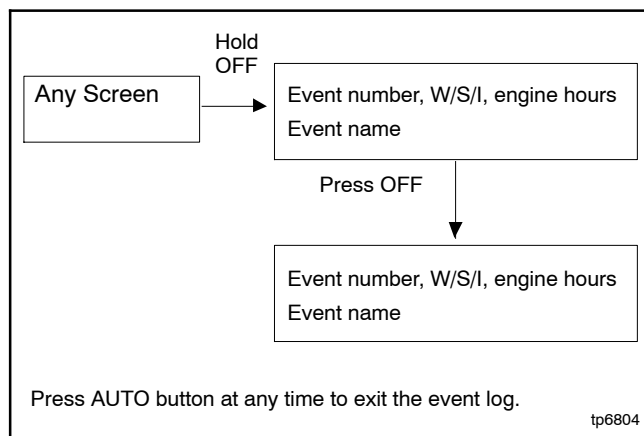 Hold
OFF
Any Screen
Event number, W/S/I, engine hours
Event name
Press OFF
Event number, W/S/I, engine hours
Event name
Press AUTO button at any time to exit the event log.
tp6804